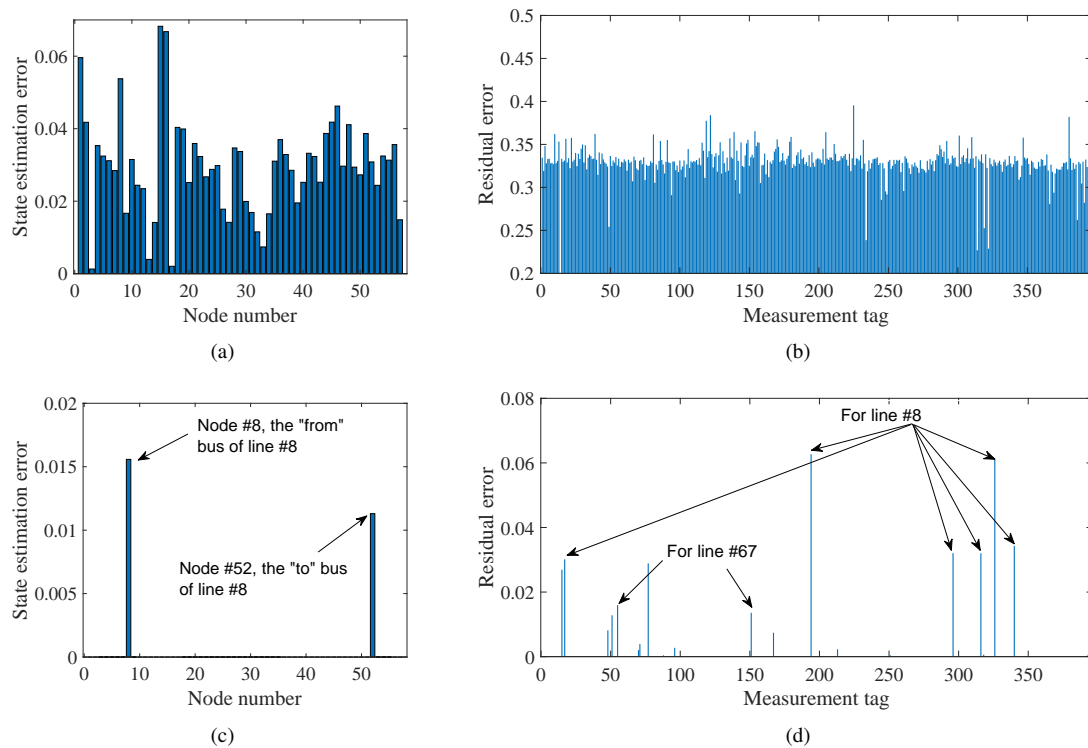 State estimation error
0.06
0.04
0.02
0
0
10
20
30
40
50
Node number
(a)
Residual error
0.5
0.45
0.4
0.35
0.3
0.25
0.2
0
50
100
150
200
250
300
350
Measurement tag
(b)
State estimation error
0.02
0.015
0.01
0.005
0
Node #8, the "from"
bus of line #8
Node #52, the "to" bus
of line #8
0
10
20
30
40
50
Node number
(c)
Residual error
0.08
0.06
0.04
0.02
0
For line #8
For line #67
0
50
100
150
200
250
300
350
Measurement tag
(d)